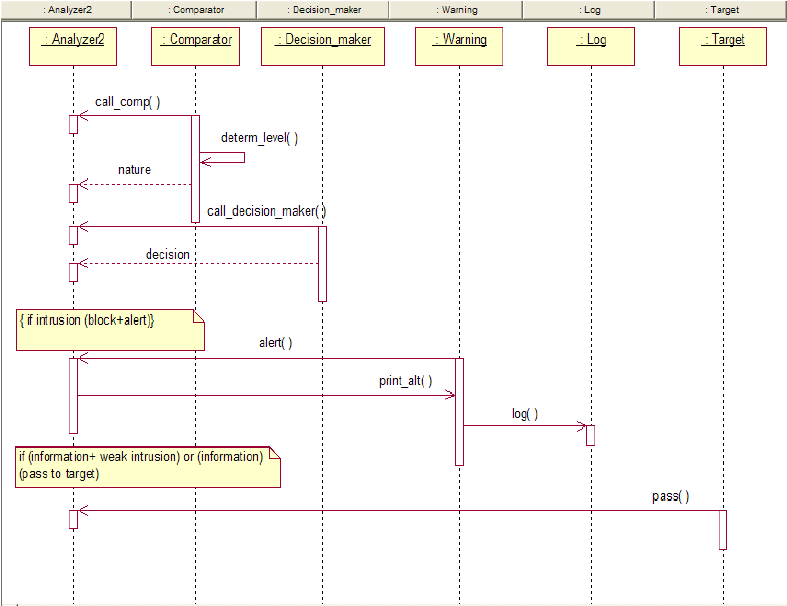 : Analyzer2 : Comparator : Decision_maker : Warning : Log : Target
: Analyzer2 : Comparator : Decision_maker : Warning : Log : Target
call_comp( )
determ_level( )
nature
call_decision_maker( )
decision
{ if intrusion (block+alert)}
alert( )
print_alt( )
log( )
if (information+ weak intrusion) or (information)
(pass to target)
pass( )